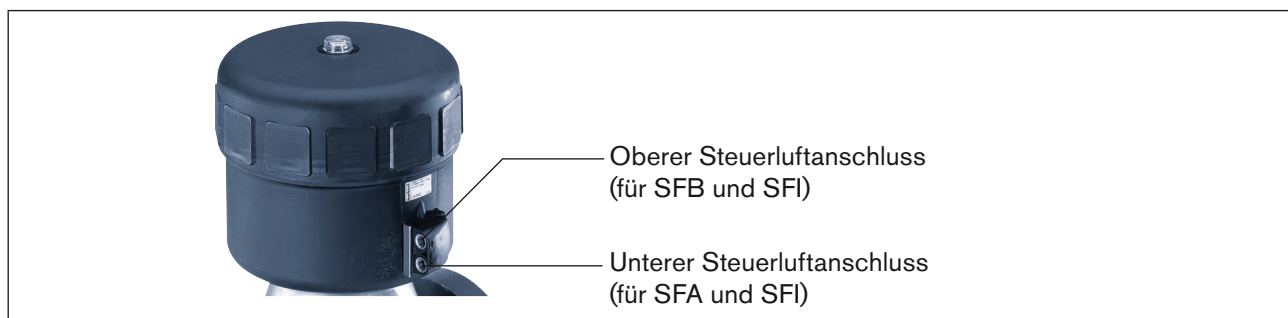 Oberer Steuerluftanschluss
(für SFB und SFI)
Unterer Steuerluftanschluss
(für SFA und SFI)